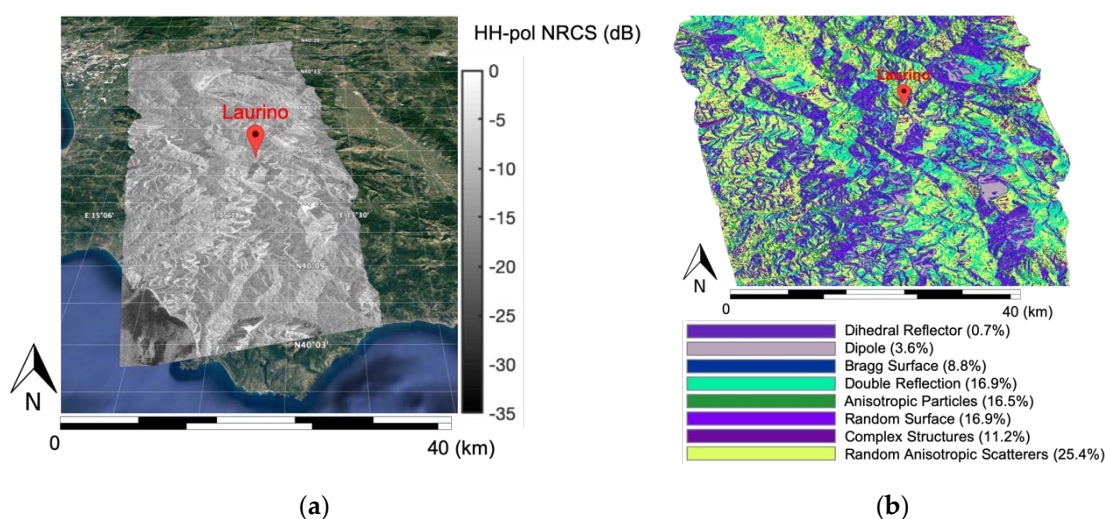 HH-pol NRCS (dB)
0
-5
-10
-15
-20
-25
-30
-35
Laurino
E 15°06'
E 15°30'
N40°09'
N40°03'
N
0
40 (km)
(a)
Laurino
N
0
40 (km)
Dihedral Reflector (0.7%)
Dipole (3.6%)
Bragg Surface (8.8%)
Double Reflection (16.9%)
Anisotropic Particles (16.5%)
Random Surface (16.9%)
Complex Structures (11.2%)
Random Anisotropic Scatterers (25.4%)
(b)